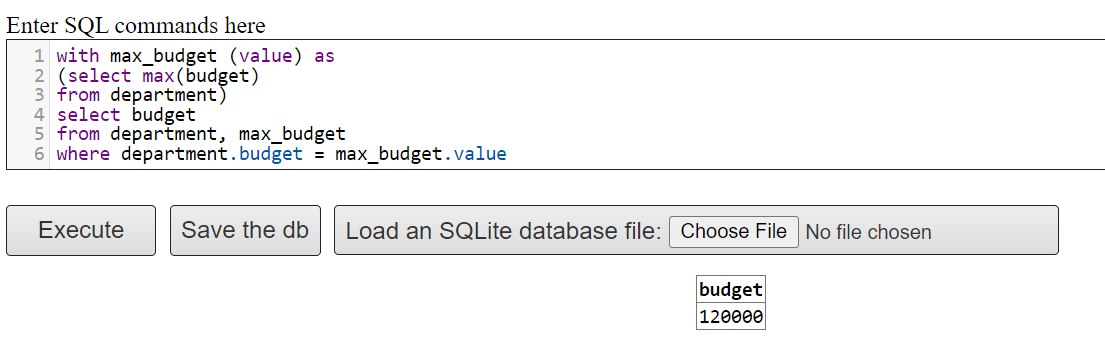 Enter SQL commands here
1 with max_budget (value) as
2 (select max(budget)
3 from department)
4 select budget
5 from department, max_budget
6 where department.budget = max_budget.value
Execute Save the db Load an SQLite database file: Choose File No file chosen
budget
120000